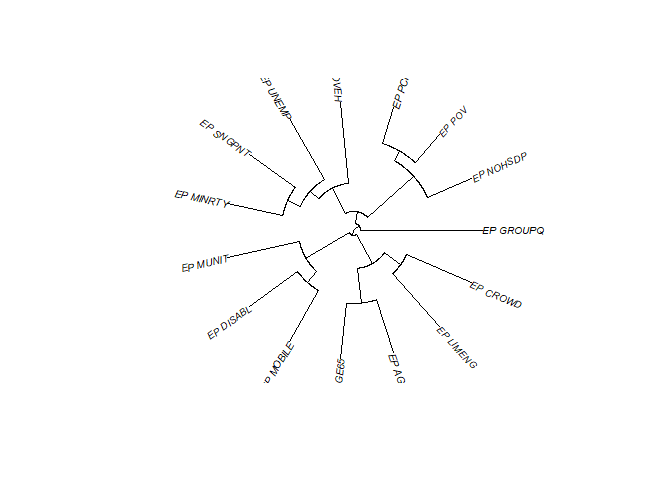 EP UNEMP
VEH
EP PC
EP POV
EP SNGPNT
EP NOHSDP
EP MINRTY
EP GROUPQ
EP MUNIT
EP CROWD
EP DISABL
EP LIMENG
P MOBILE
GE65
EP AG